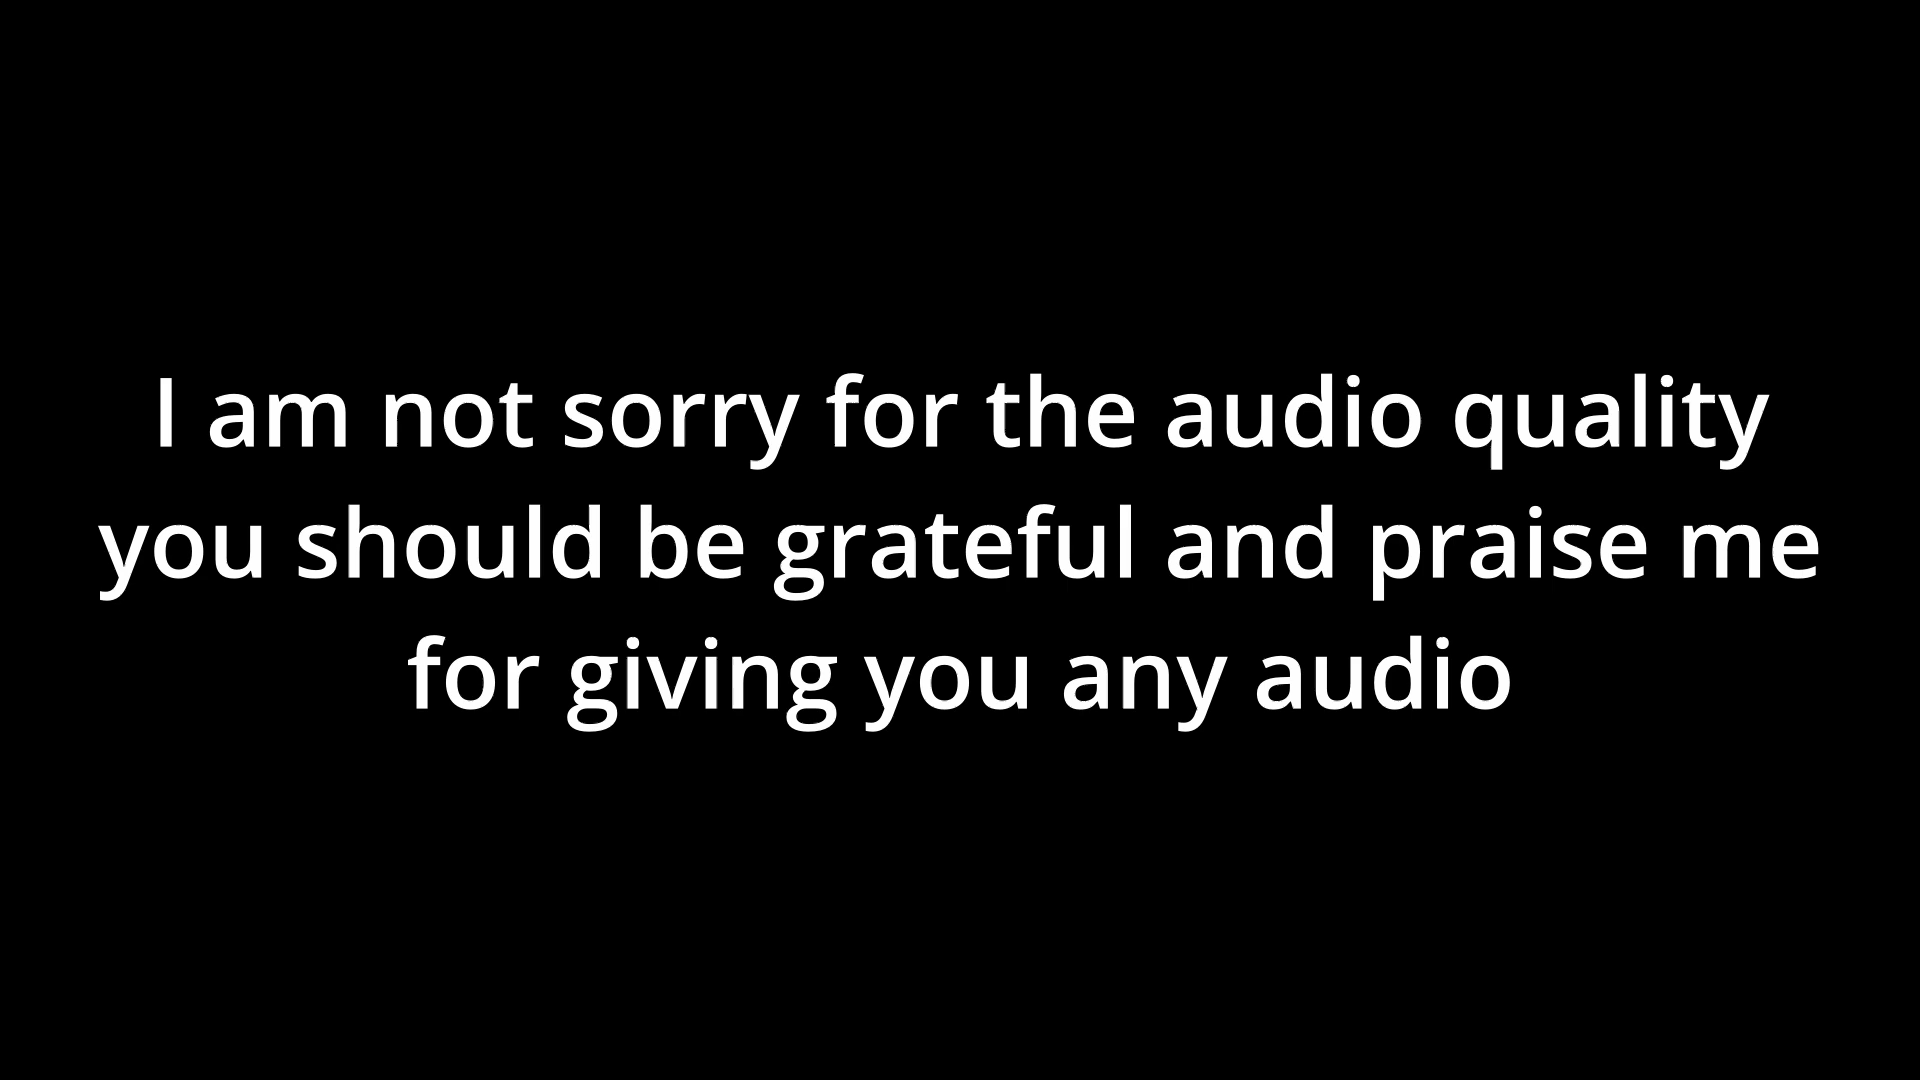 I am not sorry for the audio quality
you should be grateful and praise me
for giving you any audio